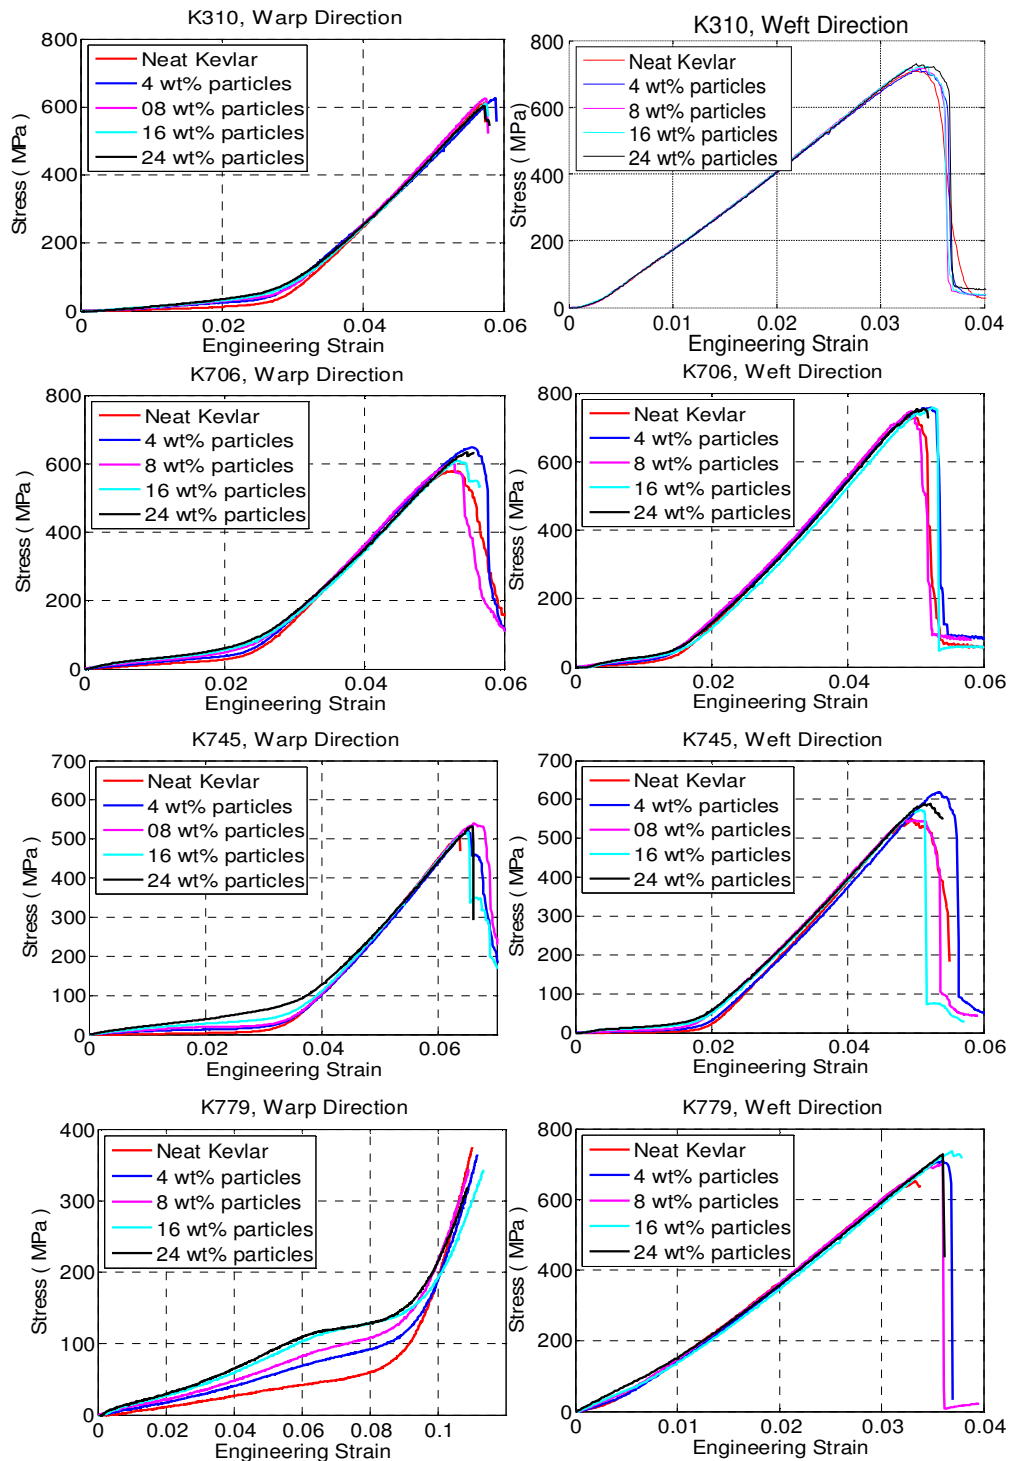 K310, Warp Direction
800
600
400
200
0
Stress ( MPa)
Neat Kevlar
4 wt% particles
08 wt% particles
16 wt% particles
24 wt% particles
0 0.02 0.04 0.06
Engineering Strain
K310, Weft Direction
800
600
400
200
0
Stress ( MPa)
Neat Kevlar
4 wt% particles
8 wt% particles
16 wt% particles
24 wt% particles
0 0.01 0.02 0.03 0.04
Engineering Strain
K706, Warp Direction
800
600
400
200
0
Stress ( MPa)
Neat Kevlar
4 wt% particles
8 wt% particles
16 wt% particles
24 wt% particles
0 0.02 0.04 0.06
Engineering Strain
K706, Weft Direction
800
600
400
200
0
Stress ( MPa)
Neat Kevlar
4 wt% particles
8 wt% particles
16 wt% particles
24 wt% particles
0 0.02 0.04 0.06
Engineering Strain
K745, Warp Direction
700
600
500
400
300
200
100
0
Stress ( MPa)
Neat Kevlar
4 wt% particles
08 wt% particles
16 wt% particles
24 wt% particles
0 0.02 0.04 0.06
Engineering Strain
K745, Weft Direction
700
600
500
400
300
200
100
0
Stress ( MPa)
Neat Kevlar
4 wt% particles
08 wt% particles
16 wt% particles
24 wt% particles
0 0.02 0.04 0.06
Engineering Strain
K779, Warp Direction
400
300
200
100
0
Stress ( MPa)
Neat Kevlar
4 wt% particles
8 wt% particles
16 wt% particles
24 wt% particles
0 0.02 0.04 0.06 0.08 0.1
Engineering Strain
K779, Weft Direction
800
600
400
200
0
Stress ( MPa)
Neat Kevlar
4 wt% particles
8 wt% particles
16 wt% particles
24 wt% particles
0 0.01 0.02 0.03 0.04
Engineering Strain